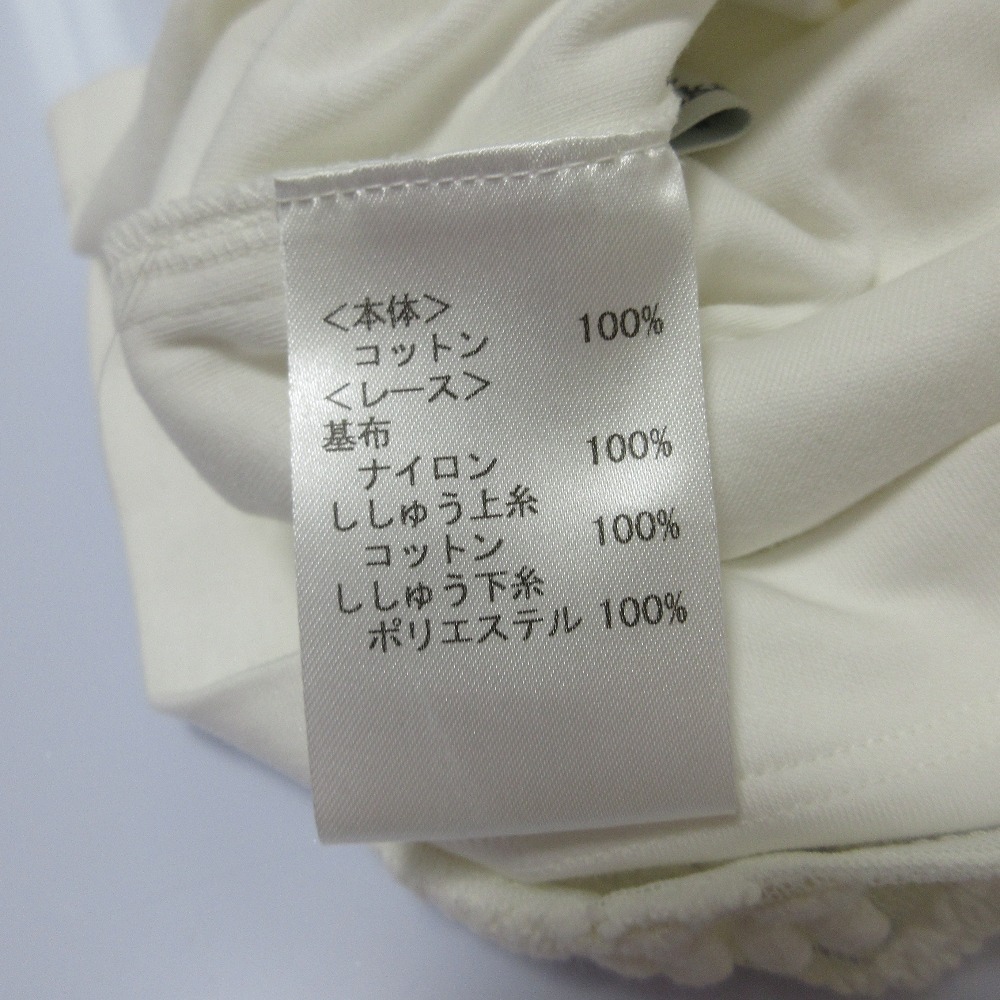 <本体>
コットン 100%
<レース>
基布
ナイロン 100%
ししゅう上糸
コットン 100%
ししゅう下糸
ポリエステル 100%